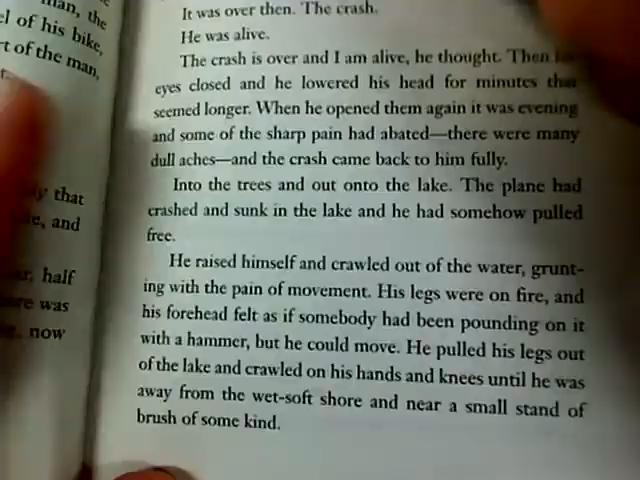 man, the
of his bike,
of the man,
that
and
half
was
now
It was over then. The crash.
He was alive.
The crash is over and I am alive, he thought. Then
eyes closed and he lowered his head for minutes that
seemed longer. When he opened them again it was evening
and some of the sharp pain had abated—there were many
dull aches—and the crash came back to him fully.
Into the trees and out onto the lake. The plane had
crashed and sunk in the lake and he had somehow pulled
free.
He raised himself and crawled out of the water, grunt-
ing with the pain of movement. His legs were on fire, and
his forehead felt as if somebody had been pounding on it
with a hammer, but he could move. He pulled his legs out
of the lake and crawled on his hands and knees until he was
away from the wet-soft shore and near a small stand of
brush of some kind.